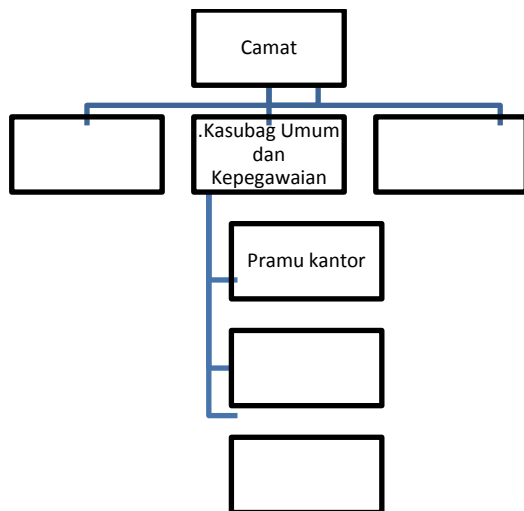 Camat
.Kasubag Umum
dan
Kepegawaian
Pramu kantor